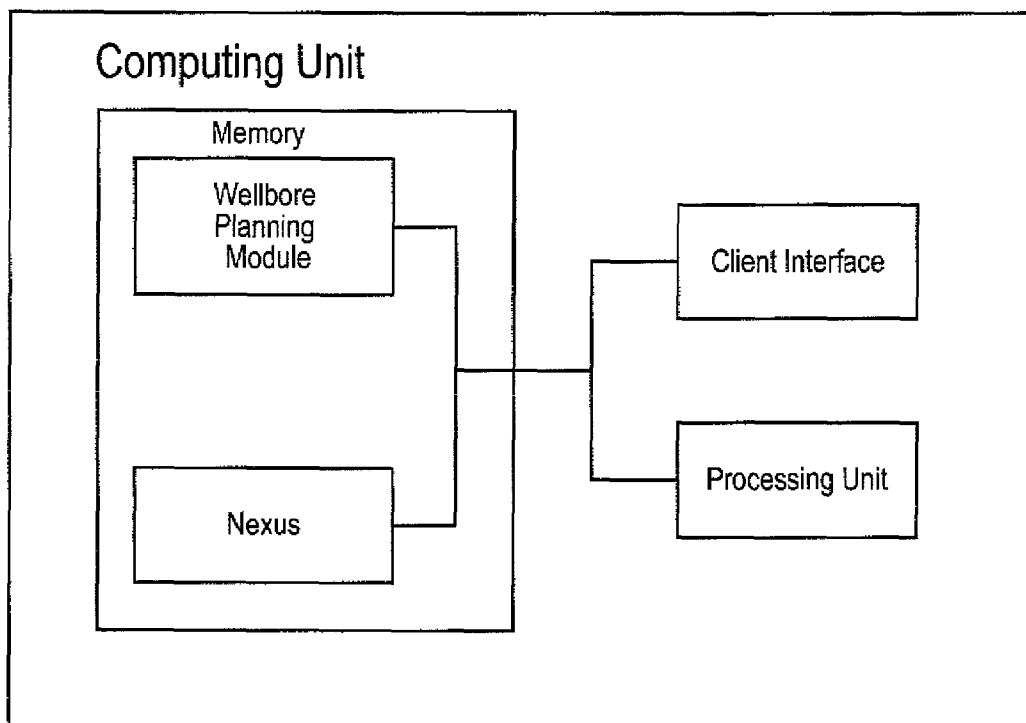 Computing Unit
Memory
Wellbore
Planning
Module
Client Interface
Processing Unit
Nexus